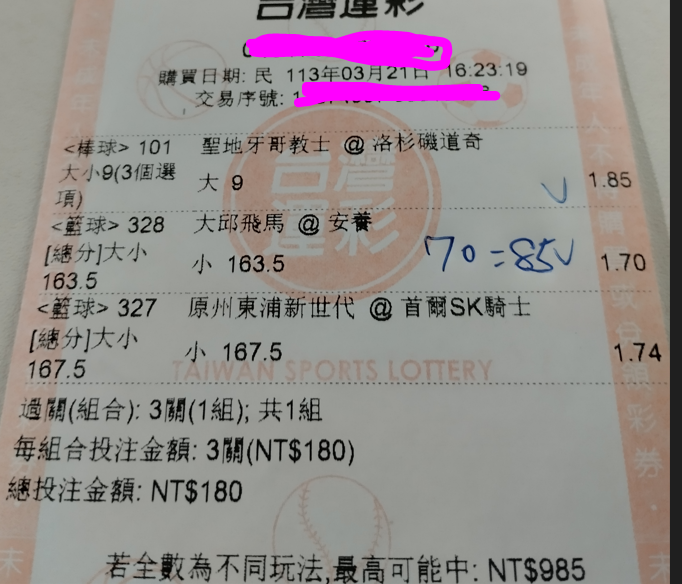 台灣運彩
購買日期: 民 113年03月21日 16:23:19
交易序號:
<棒球> 101 聖地牙哥教士 @ 洛杉磯道奇
大小9(3個選項) 大 9 V 1.85
<籃球> 328 大邱飛馬 @ 安養
[總分]大小 163.5 小 163.5 70=85V 1.70
<籃球> 327 原州東浦新世代 @ 首爾SK騎士
[總分]大小 167.5 小 167.5 1.74
台灣運彩
TAIWAN SPORTS LOTTERY
過關(組合): 3關(1組); 共1組
每組合投注金額: 3關(NT$180)
總投注金額: NT$180
若全數為不同玩法,最高可能中: NT$985